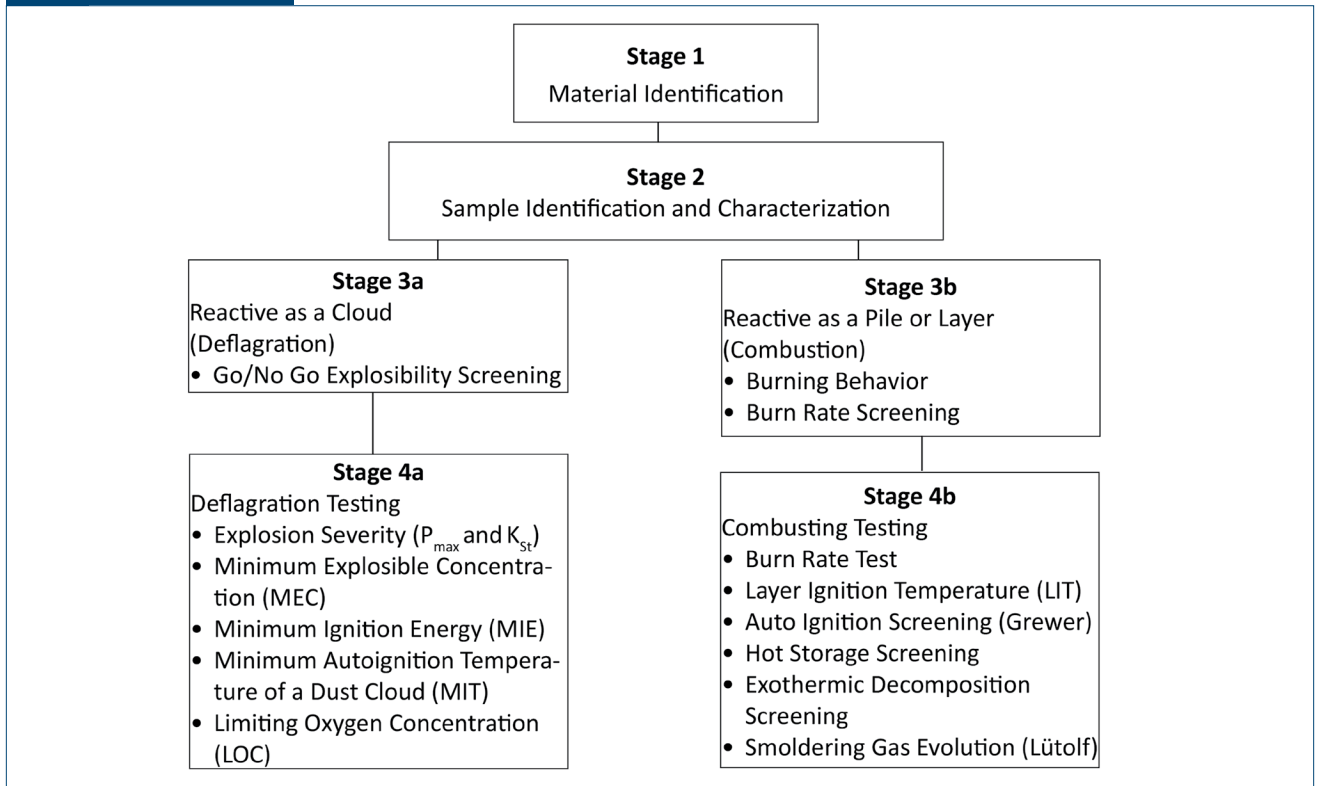 Stage 1
Material Identification
Stage 2
Sample Identification and Characterization
Stage 3a
Reactive as a Cloud
(Deflagration)
• Go/No Go Explosibility Screening
Stage 3b
Reactive as a Pile or Layer
(Combustion)
• Burning Behavior
• Burn Rate Screening
Stage 4a
Deflagration Testing
• Explosion Severity (Pmax and KSt)
• Minimum Explosible Concentra-
tion (MEC)
• Minimum Ignition Energy (MIE)
• Minimum Autoignition Tempera-
ture of a Dust Cloud (MIT)
• Limiting Oxygen Concentration
(LOC)
Stage 4b
Combusting Testing
• Burn Rate Test
• Layer Ignition Temperature (LIT)
• Auto Ignition Screening (Grewer)
• Hot Storage Screening
• Exothermic Decomposition
Screening
• Smoldering Gas Evolution (Lütolf)